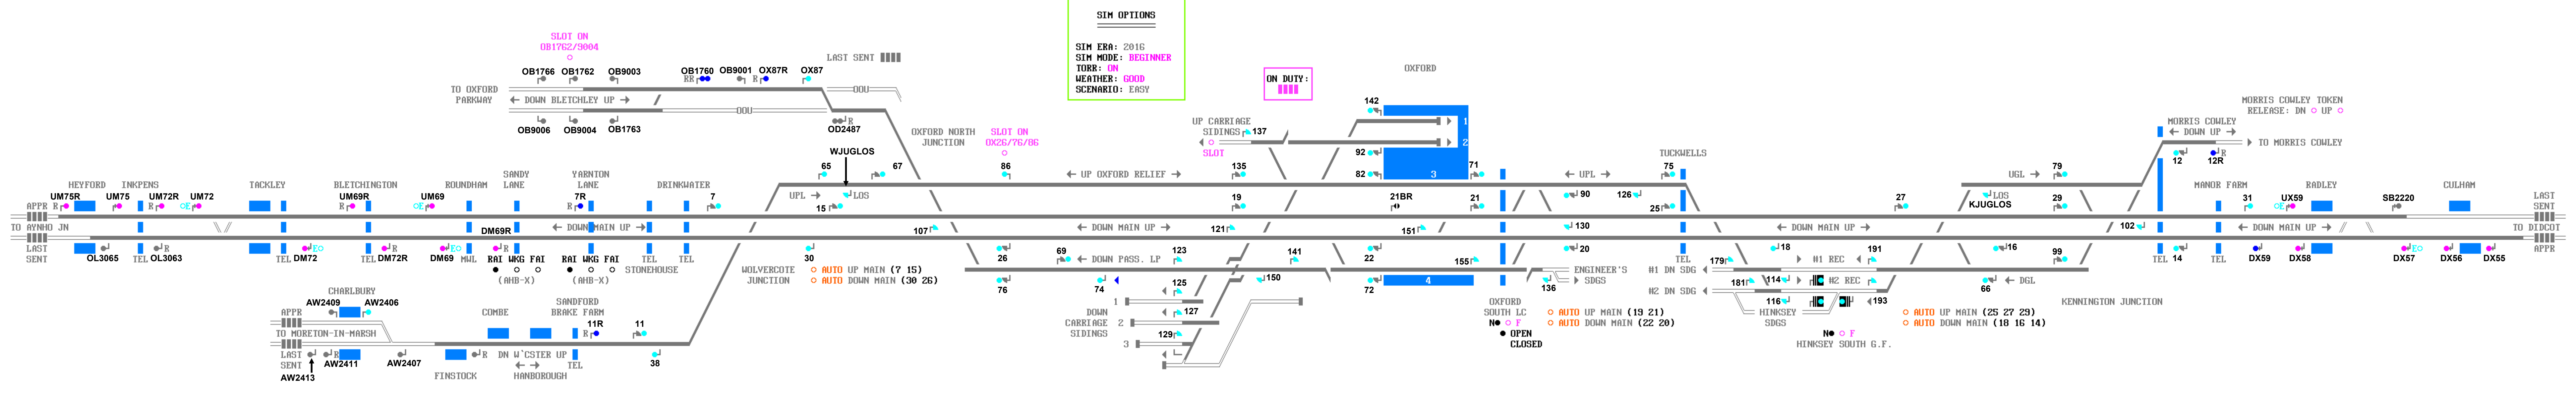 SIM OPTIONS
SIM ERA: 2016
SIM MODE: BEGINNER
TORR: ON
WEATHER: GOOD
SCENARIO: EASY
ON DUTY:
OXFORD
SLOT ON
OB1762/9004
LAST SENT
OB1766 OB1762 OB9003 OB1760 OB9001 OX87R OX87
RR R
TO OXFORD
PARKWAY
← DOWN BLETCHLEY UP →
OOU
OOU
OB9006 OB9004 OB1763 OD2487 R
OXFORD NORTH
JUNCTION
SLOT ON
OX26/76/86
UP CARRIAGE
SIDINGS
SLOT
137
142
1
2
92
82
3
71
WJUGLOS
65 67 86 135
← UP OXFORD RELIEF →
UPL →
LOS
← UPL →
90
126
TUCKWELLS
75
UGL →
79
LOS
KJUGLOS
MORRIS COWLEY TOKEN
RELEASE: DN UP
MORRIS COWLEY
← DOWN UP →
TO MORRIS COWLEY
12 12R R
HEYFORD INKPENS TACKLEY BLETCHINGTON ROUNDHAM SANDY
LANE YARNTON
LANE DRINKWATER
UM75R UM75 UM72R UM72 UM69R UM69 7R 7 15 19 21BR 21 25 27 29 31 UX59 SB2220
APPR R R E R E R E
MANOR FARM RADLEY CULHAM
LAST
SENT
TO AYNHO JN
← DOWN MAIN UP →
107
← DOWN MAIN UP →
121
151
130
← DOWN MAIN UP →
102
← DOWN MAIN UP →
TO DIDCOT
LAST
SENT
OL3065 TEL OL3063 R TEL DM72 E TEL DM72R R DM69 E MWL DM69R R TEL TEL
30 26 69 123 141 22 155 20 TEL 18 191 16 99 TEL 14 TEL DX59 DX58 DX57 E DX56 DX55
APPR
RAI WKG FAI
(AHB-X)
RAI WKG FAI
(AHB-X)
STONEHOUSE
WOLVERCOTE
JUNCTION
AUTO UP MAIN (7 15)
AUTO DOWN MAIN (30 26)
← DOWN PASS. LP →
76 74 125 150 72 4 136
ENGINEER'S
SDGS
179
#1 DN SDG
114
#1 REC
181
#2 DN SDG
116
#2 REC
193
66
← DGL
HINKSEY
SDGS
KENNINGTON JUNCTION
1
DOWN
CARRIAGE
SIDINGS
2
3
127
129
OXFORD
SOUTH LC
N F
OPEN
CLOSED
AUTO UP MAIN (19 21)
AUTO DOWN MAIN (22 20)
AUTO UP MAIN (25 27 29)
AUTO DOWN MAIN (18 16 14)
N F
HINKSEY SOUTH G.F.
CHARLBURY
AW2409 AW2406
APPR
TO MORETON-IN-MARSH
LAST
SENT
AW2413
R
AW2411
AW2407
R
FINSTOCK
COMBE
HANBOROUGH
DN W'CSTER UP
← →
SANDFORD
BRAKE FARM
11R
R
11
TEL
38